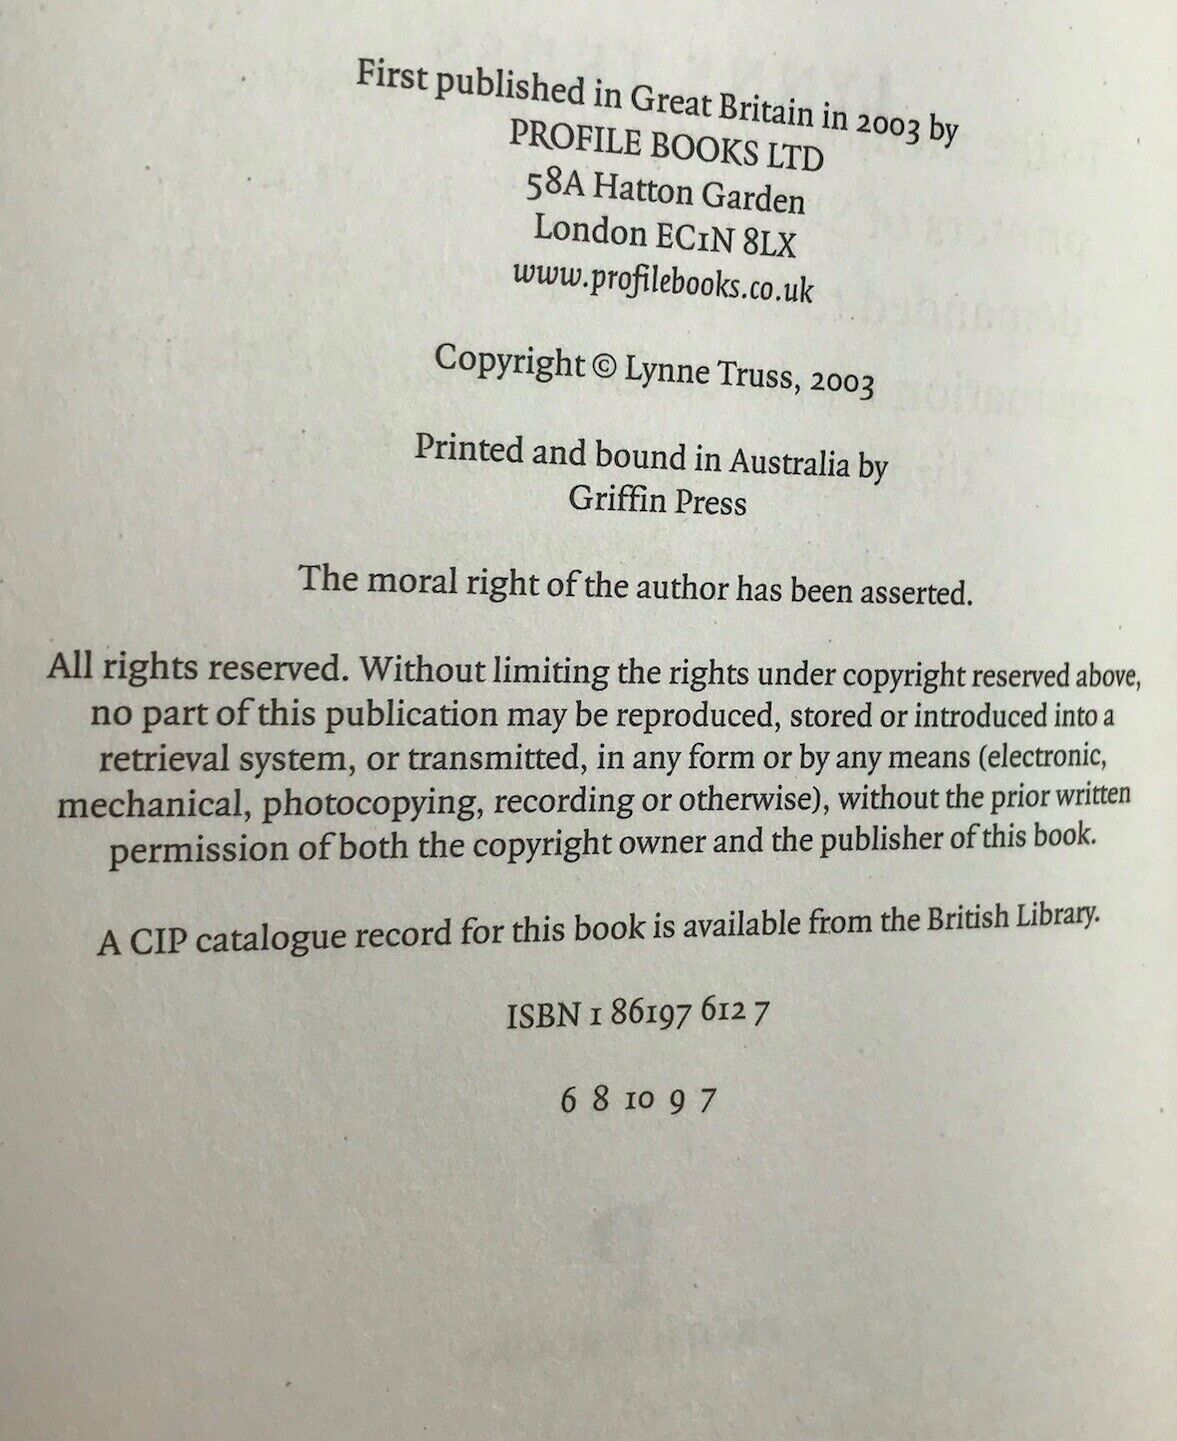 First published in Great Britain in 2003 by
PROFILE BOOKS LTD
58A Hatton Garden
London EC1N 8LX
www.profilebooks.co.uk
Copyright © Lynne Truss, 2003
Printed and bound in Australia by
Griffin Press
The moral right of the author has been asserted.
All rights reserved. Without limiting the rights under copyright reserved above,
no part of this publication may be reproduced, stored or introduced into a
retrieval system, or transmitted, in any form or by any means (electronic,
mechanical, photocopying, recording or otherwise), without the prior written
permission of both the copyright owner and the publisher of this book.
A CIP catalogue record for this book is available from the British Library.
ISBN 1 86197 612 7
6 8 10 9 7